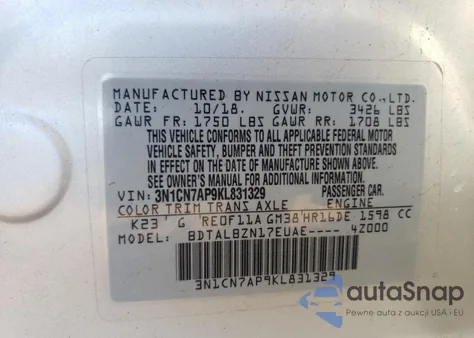 MANUFACTURED BY NISSAN MOTOR CO.,LTD.
DATE: 10/18. GVWR: 3426 LBS
GAWR FR: 1750 LBS GAWR RR: 1708 LBS
THIS VEHICLE CONFORMS TO ALL APPLICABLE FEDERAL MOTOR
VEHICLE SAFETY, BUMPER AND THEFT PREVENTION STANDARDS
IN EFFECT ON THE DATE OF MANUFACTURE SHOWN ABOVE.
SEE OWNER'S MANUAL FOR ADDITIONAL INFORMATION.
VIN: 3N1CN7AP9KL831329 PASSENGER CAR.
COLOR TRIM TRANS AXLE ENGINE
K23 G RE0F11A GM38 HR16DE 1598 CC
MODEL: BDTALBZN17EUAE---- 4Z000
3N1CN7AP9KL831329
autoSnap
Pewne auta z aukcji USA i EU